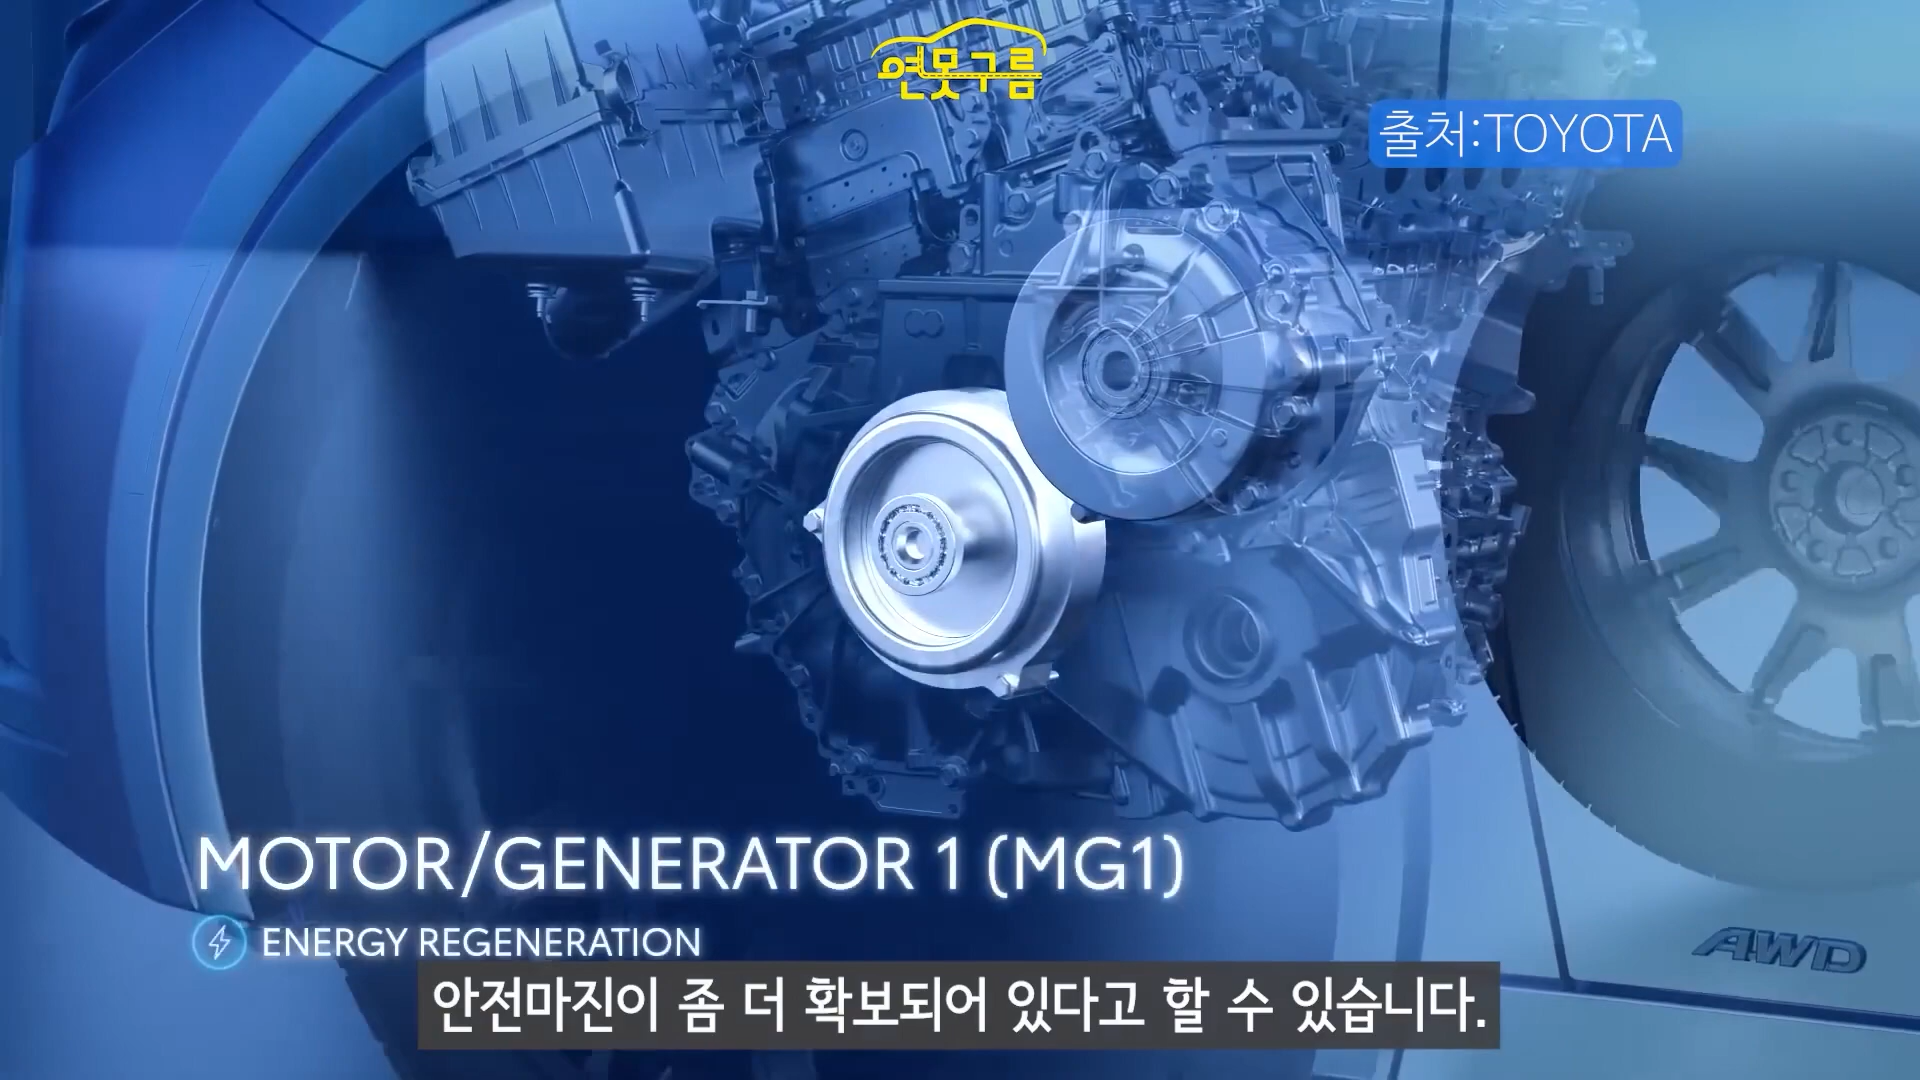 연못구름
출처:TOYOTA
MOTOR/GENERATOR 1 (MG1)
ENERGY REGENERATION
AWD
안전마진이 좀 더 확보되어 있다고 할 수 있습니다.